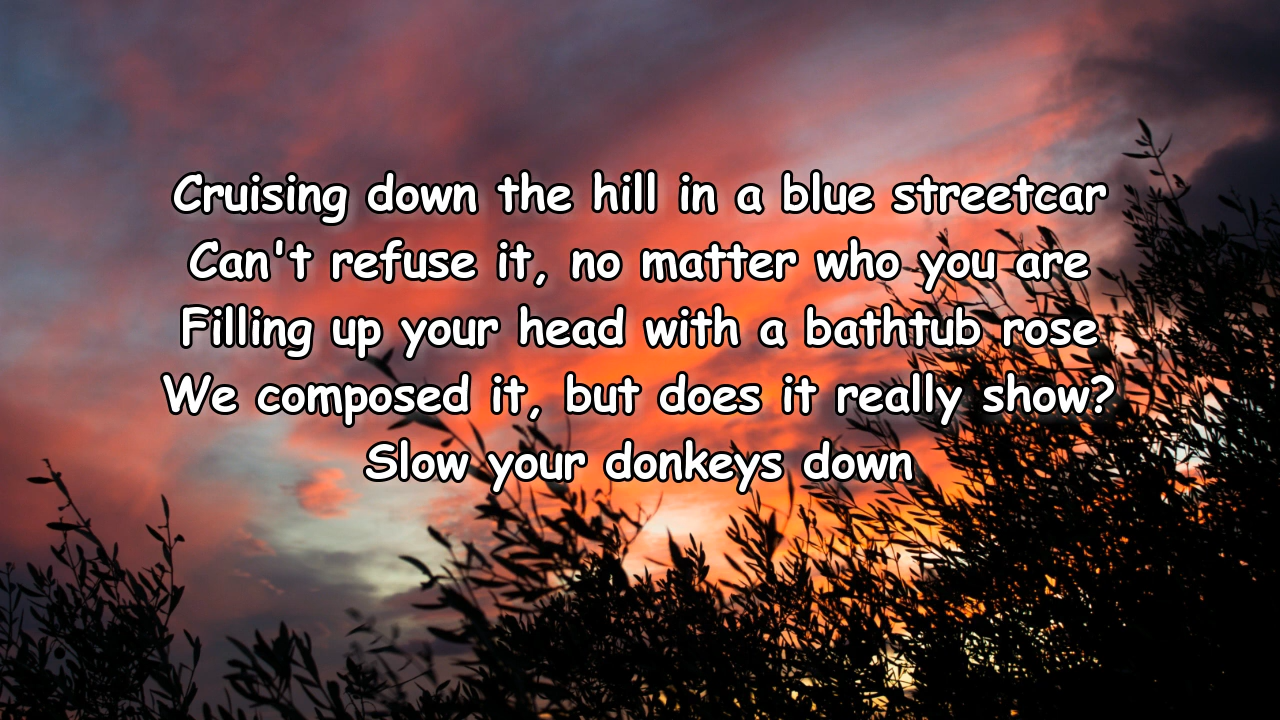 Cruising down the hill in a blue streetcar
Can't refuse it, no matter who you are
Filling up your head with a bathtub rose
We composed it, but does it really show?
Slow your donkeys down